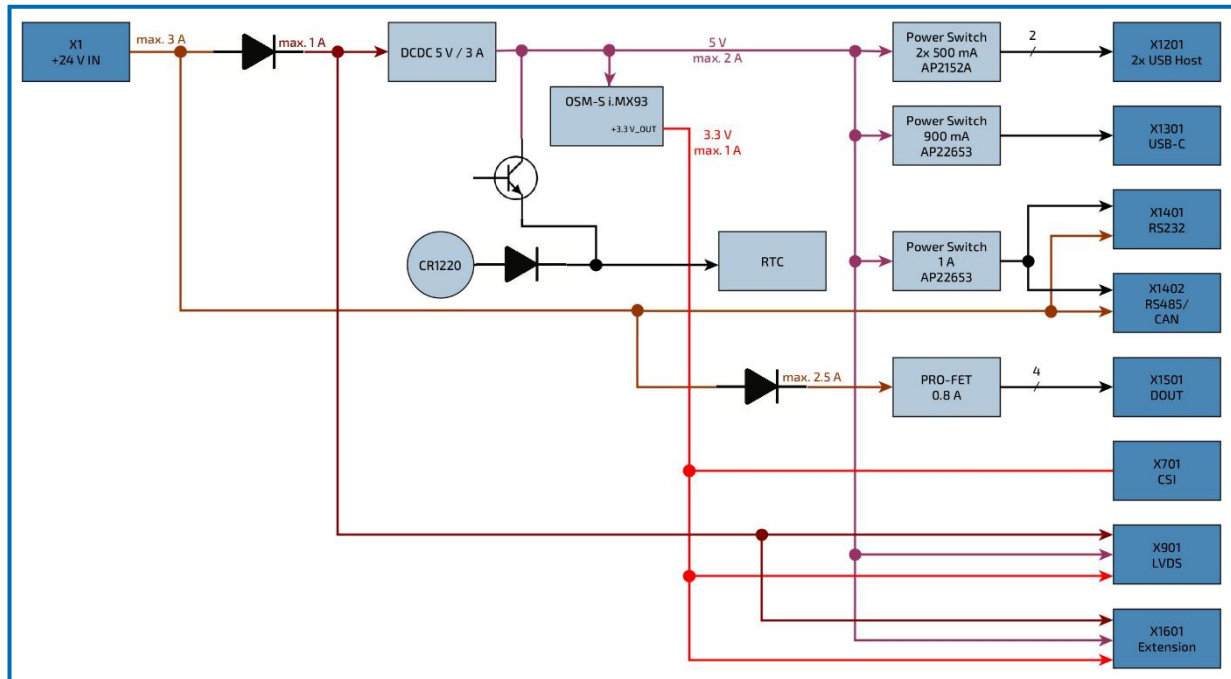 X1
+24 V IN
max. 3 A
max. 1 A
DCDC 5 V / 3 A
5 V
max. 2 A
Power Switch
2x 500 mA
AP2152A
2
X1201
2x USB Host
OSM-S i.MX93
+3.3 V_OUT
3.3 V
max. 1 A
Power Switch
900 mA
AP22653
X1301
USB-C
X1401
RS232
CR1220
RTC
Power Switch
1 A
AP22653
X1402
RS485/
CAN
max. 2.5 A
PRO-FET
0.8 A
4
X1501
DOUT
X701
CSI
X901
LVDS
X1601
Extension